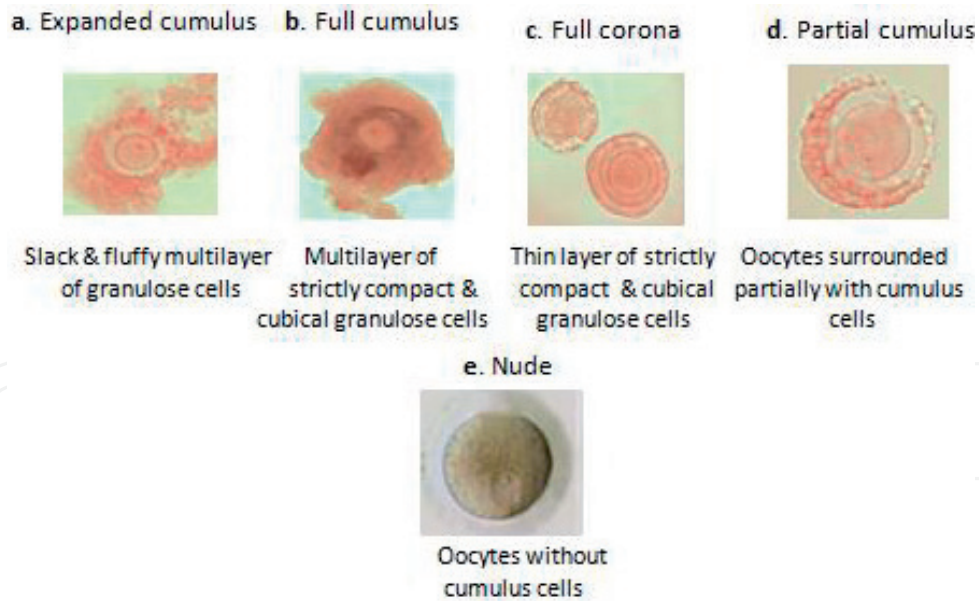 a. Expanded cumulus
b. Full cumulus
c. Full corona
d. Partial cumulus
Slack & fluffy multilayer
of granulose cells
Multilayer of
strictly compact &
cubical granulose cells
Thin layer of strictly
compact & cubical
granulose cells
Oocytes surrounded
partially with cumulus
cells
e. Nude
Oocytes without
cumulus cells